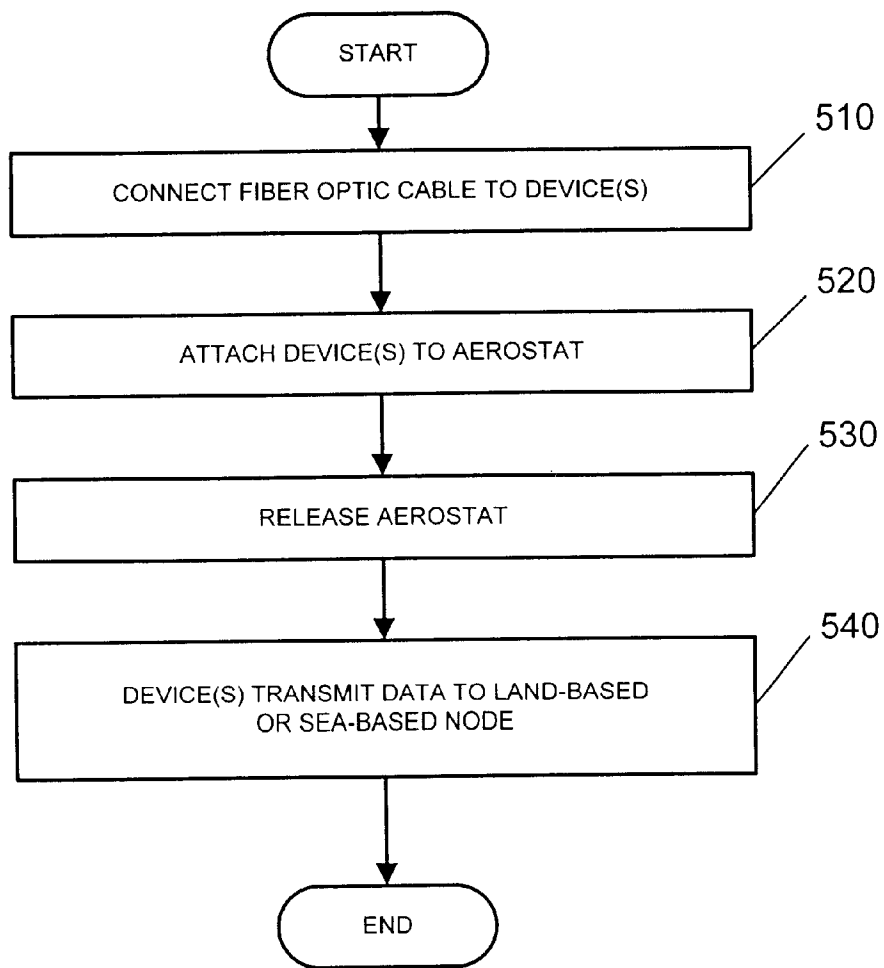 START
510
CONNECT FIBER OPTIC CABLE TO DEVICE(S)
520
ATTACH DEVICE(S) TO AEROSTAT
530
RELEASE AEROSTAT
540
DEVICE(S) TRANSMIT DATA TO LAND-BASED
OR SEA-BASED NODE
END